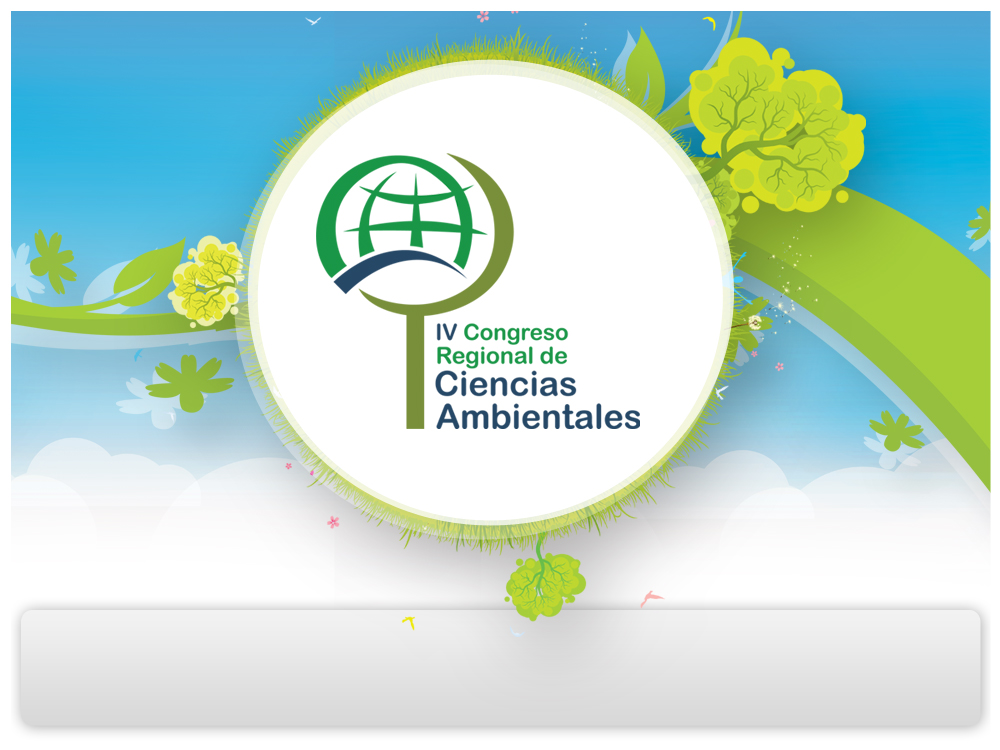 IV Congreso
Regional de
Ciencias
Ambientales